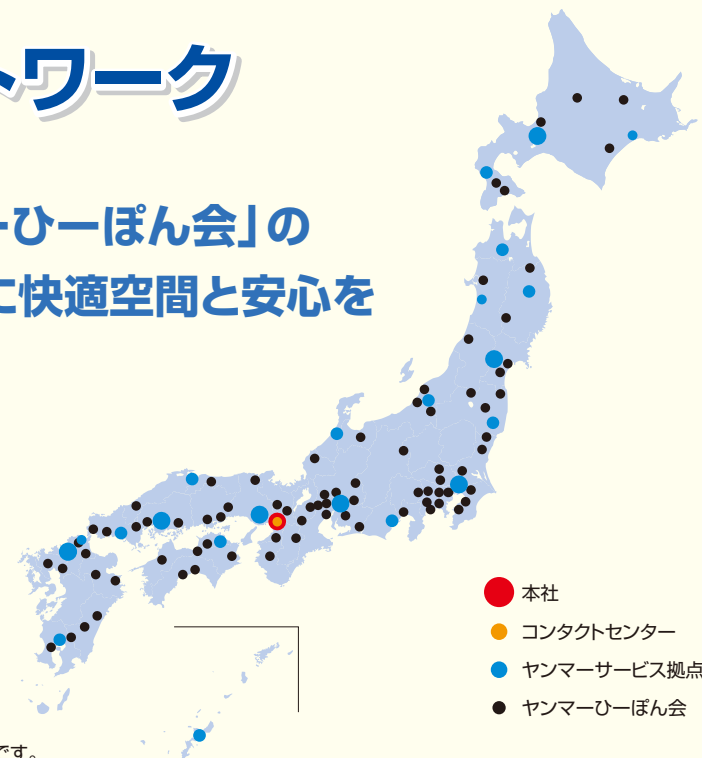 トワーク
ーひーぽん会」の
に快適空間と安心を
本社
コンタクトセンター
ヤンマーサービス拠点
ヤンマーひーぽん会
です。